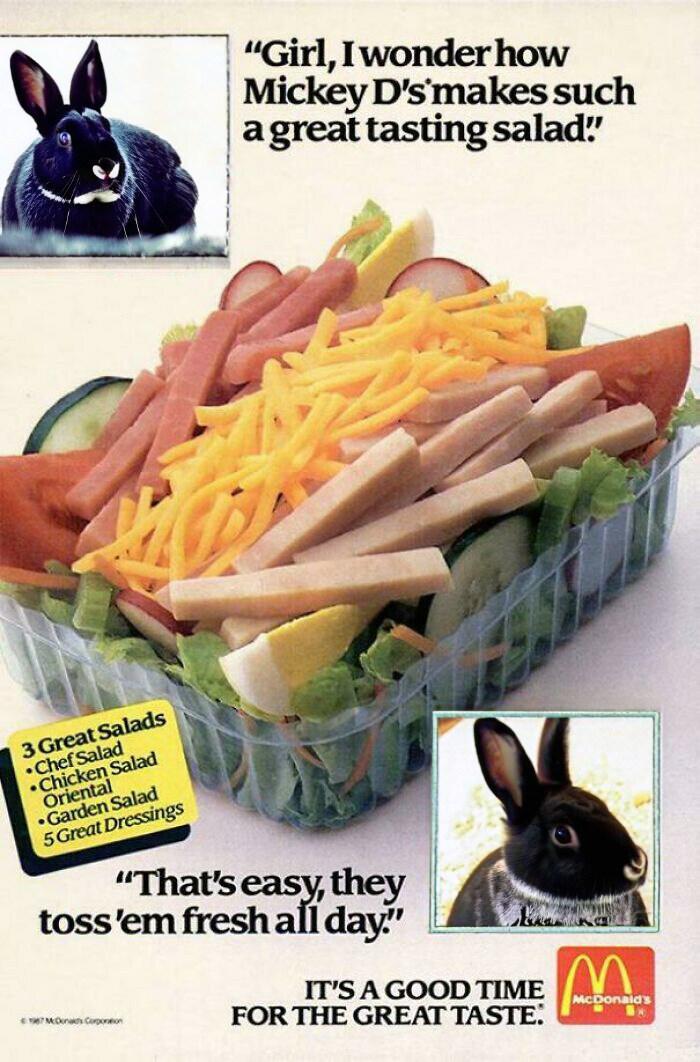 “Girl, I wonder how
Mickey D's® makes such
a great tasting salad.”
3 Great Salads
• Chef Salad
• Chicken Salad
Oriental
• Garden Salad
5 Great Dressings
“That's easy, they
toss 'em fresh all day.”
IT'S A GOOD TIME
FOR THE GREAT TASTE.®
McDonald's
®
© 1987 McDonald's Corporation